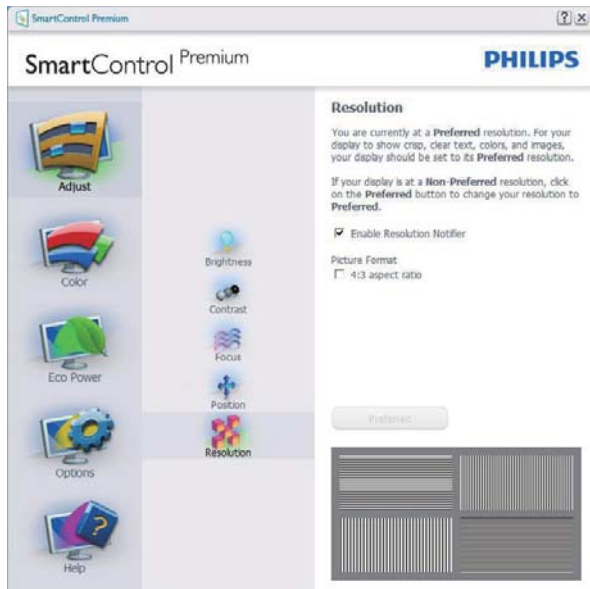 SmartControl Premium
? x
SmartControl Premium
PHILIPS
Adjust
Color
Eco Power
Options
?
Help
Brightness
Contrast
Focus
Position
Resolution
Resolution
You are currently at a Preferred resolution. For your
display to show crisp, clear text, colors, and images,
your display should be set to its Preferred resolution.
If your display is at a Non-Preferred resolution, click
on the Preferred button to change your resolution to
Preferred.
Enable Resolution Notifier
Picture Format
4:3 aspect ratio
Preferred